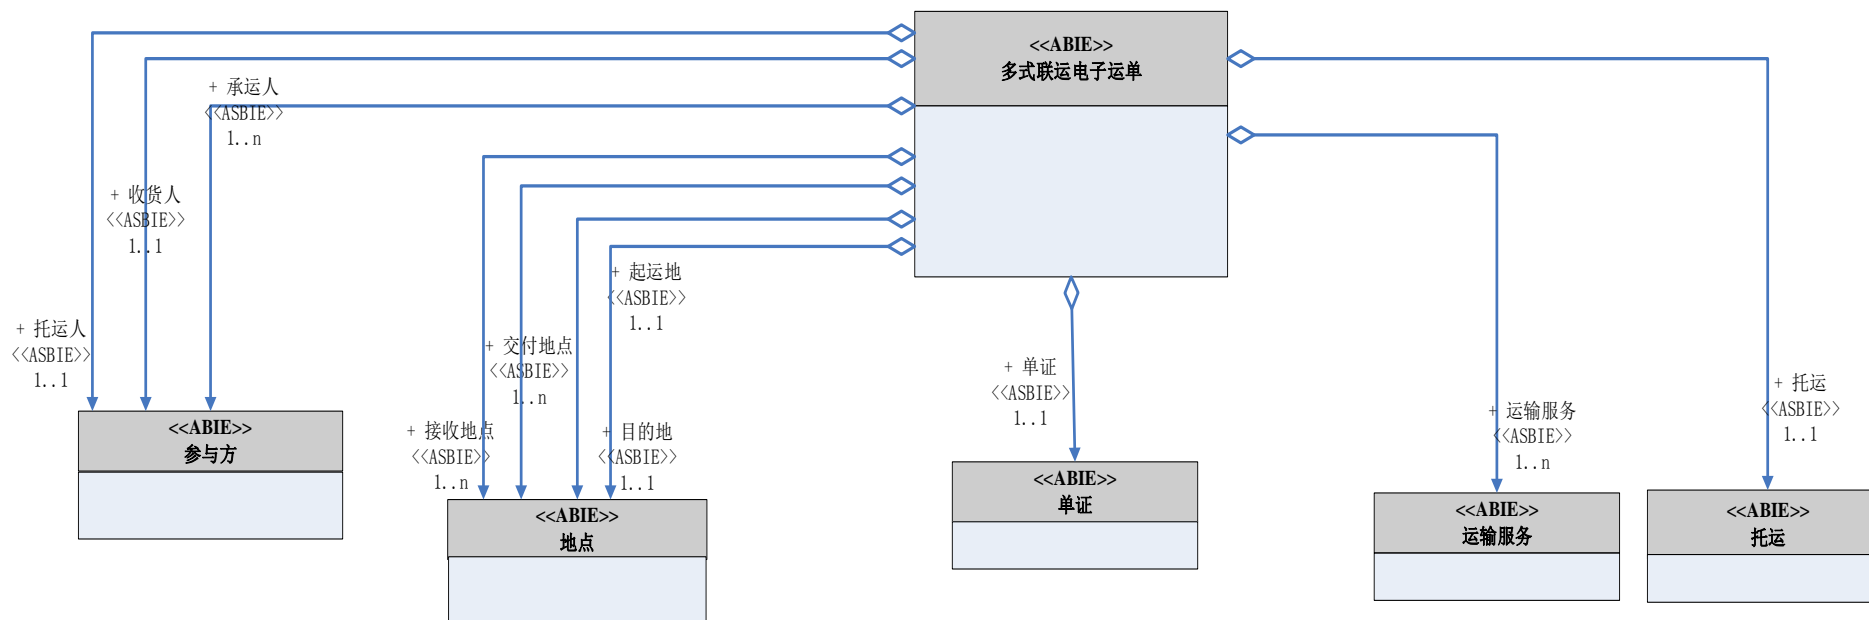 <<ABIE>>
多式联运电子运单
+ 承运人
<<ASBIE>>
1..n
+ 收货人
<<ASBIE>>
1..1
+ 托运人
<<ASBIE>>
1..1
+ 起运地
<<ASBIE>>
1..1
+ 交付地点
<<ASBIE>>
1..n
+ 接收地点
<<ASBIE>>
1..n
+ 目的地
<<ASBIE>>
1..1
+ 单证
<<ASBIE>>
1..1
+ 运输服务
<<ASBIE>>
1..n
+ 托运
<<ASBIE>>
1..1
<<ABIE>>
参与方
<<ABIE>>
地点
<<ABIE>>
单证
<<ABIE>>
运输服务
<<ABIE>>
托运